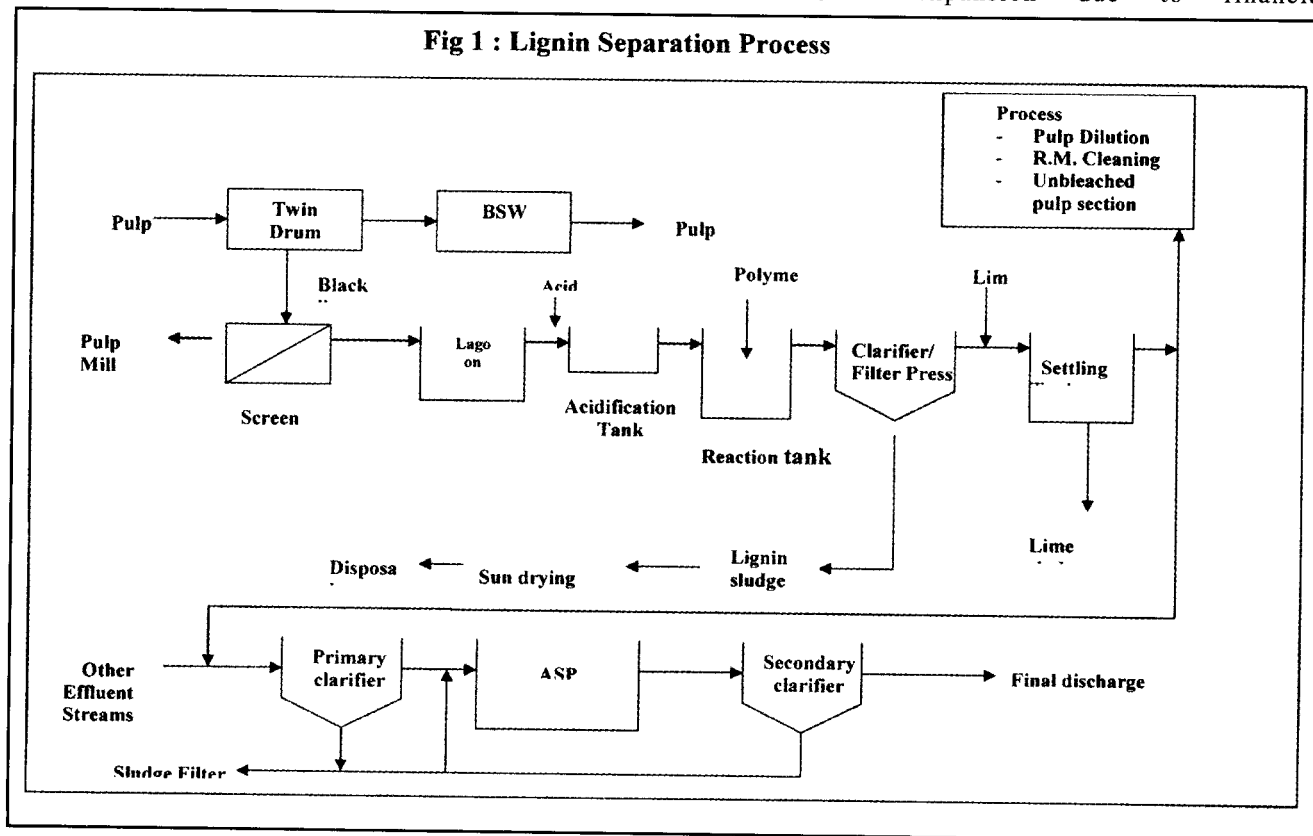 due to
Fig 1 : Lignin Separation Process
Process
- Pulp Dilution
- R.M. Cleaning
- Unbleached
pulp section
Pulp
Twin
Drum
BSW
Pulp
Black
Acid
Polyme
Lim
Pulp
Mill
Screen
Lago
on
Acidification
Tank
Reaction tank
Clarifier/
Filter Press
Settling
Lime
Disposa
Sun drying
Lignin
sludge
Other
Effluent
Streams
Primary
clarifier
ASP
Secondary
clarifier
Final discharge
Sludge Filter